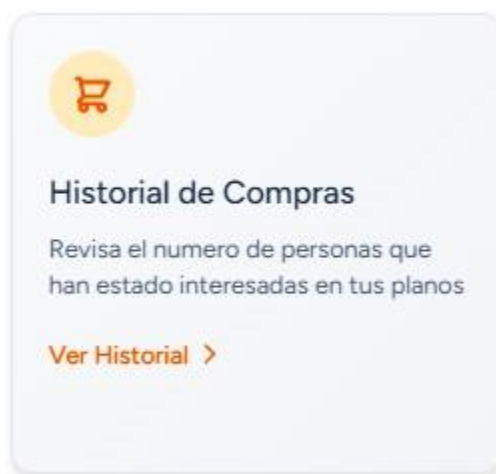 Historial de Compras
Revisa el numero de personas que
han estado interesadas en tus planos
Ver Historial